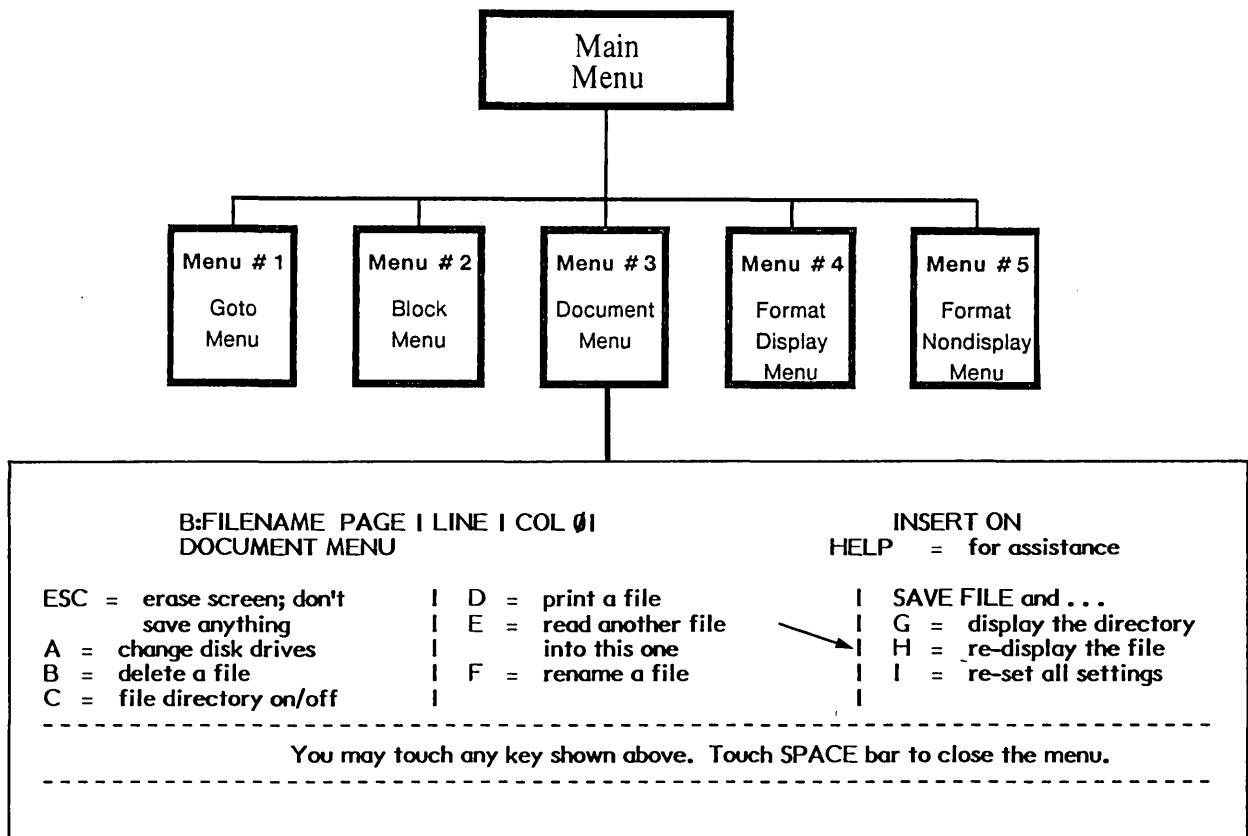 Main
Menu
Menu # 1
Goto
Menu
Menu # 2
Block
Menu
Menu # 3
Document
Menu
Menu # 4
Format
Display
Menu
Menu # 5
Format
Nondisplay
Menu
B:FILENAME PAGE 1 LINE 1 COL 01 INSERT ON
DOCUMENT MENU HELP = for assistance
ESC = erase screen; don't | D = print a file | SAVE FILE and . . .
save anything | E = read another file | G = display the directory
A = change disk drives | into this one | H = re-display the file
B = delete a file | F = rename a file | I = re-set all settings
C = file directory on/off | |
You may touch any key shown above. Touch SPACE bar to close the menu.